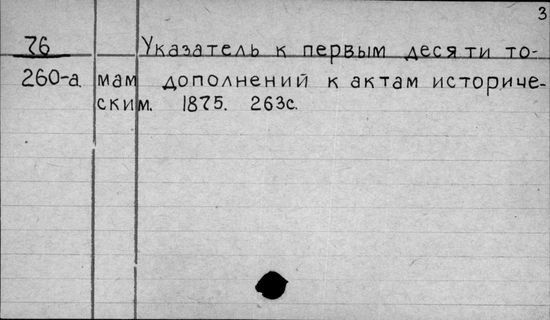 3
76 Указатель к первым десяти то-
260-а. мам дополнений к актам историче-
ским. 1875. 263с.